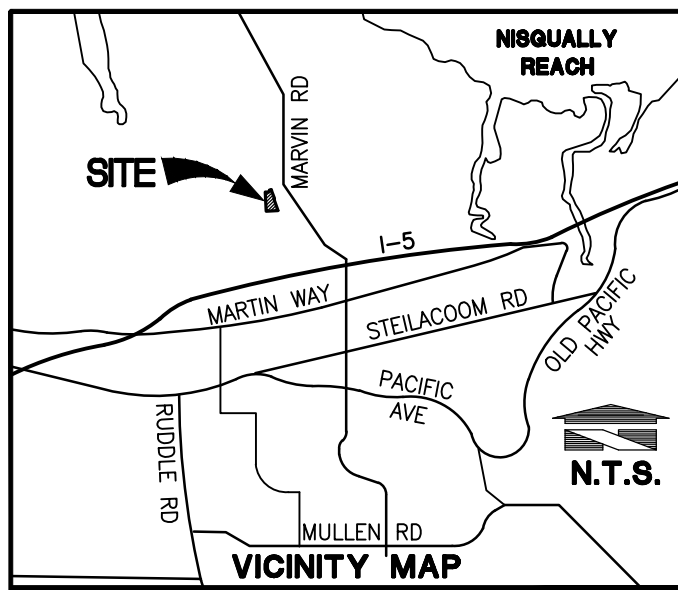 NISQUALLY
REACH
MARVIN RD
SITE
I-5
MARTIN WAY
STEILACOOM RD
OLD PACIFIC
HWY
PACIFIC
AVE
RUDDLE RD
N.T.S.
MULLEN RD
VICINITY MAP